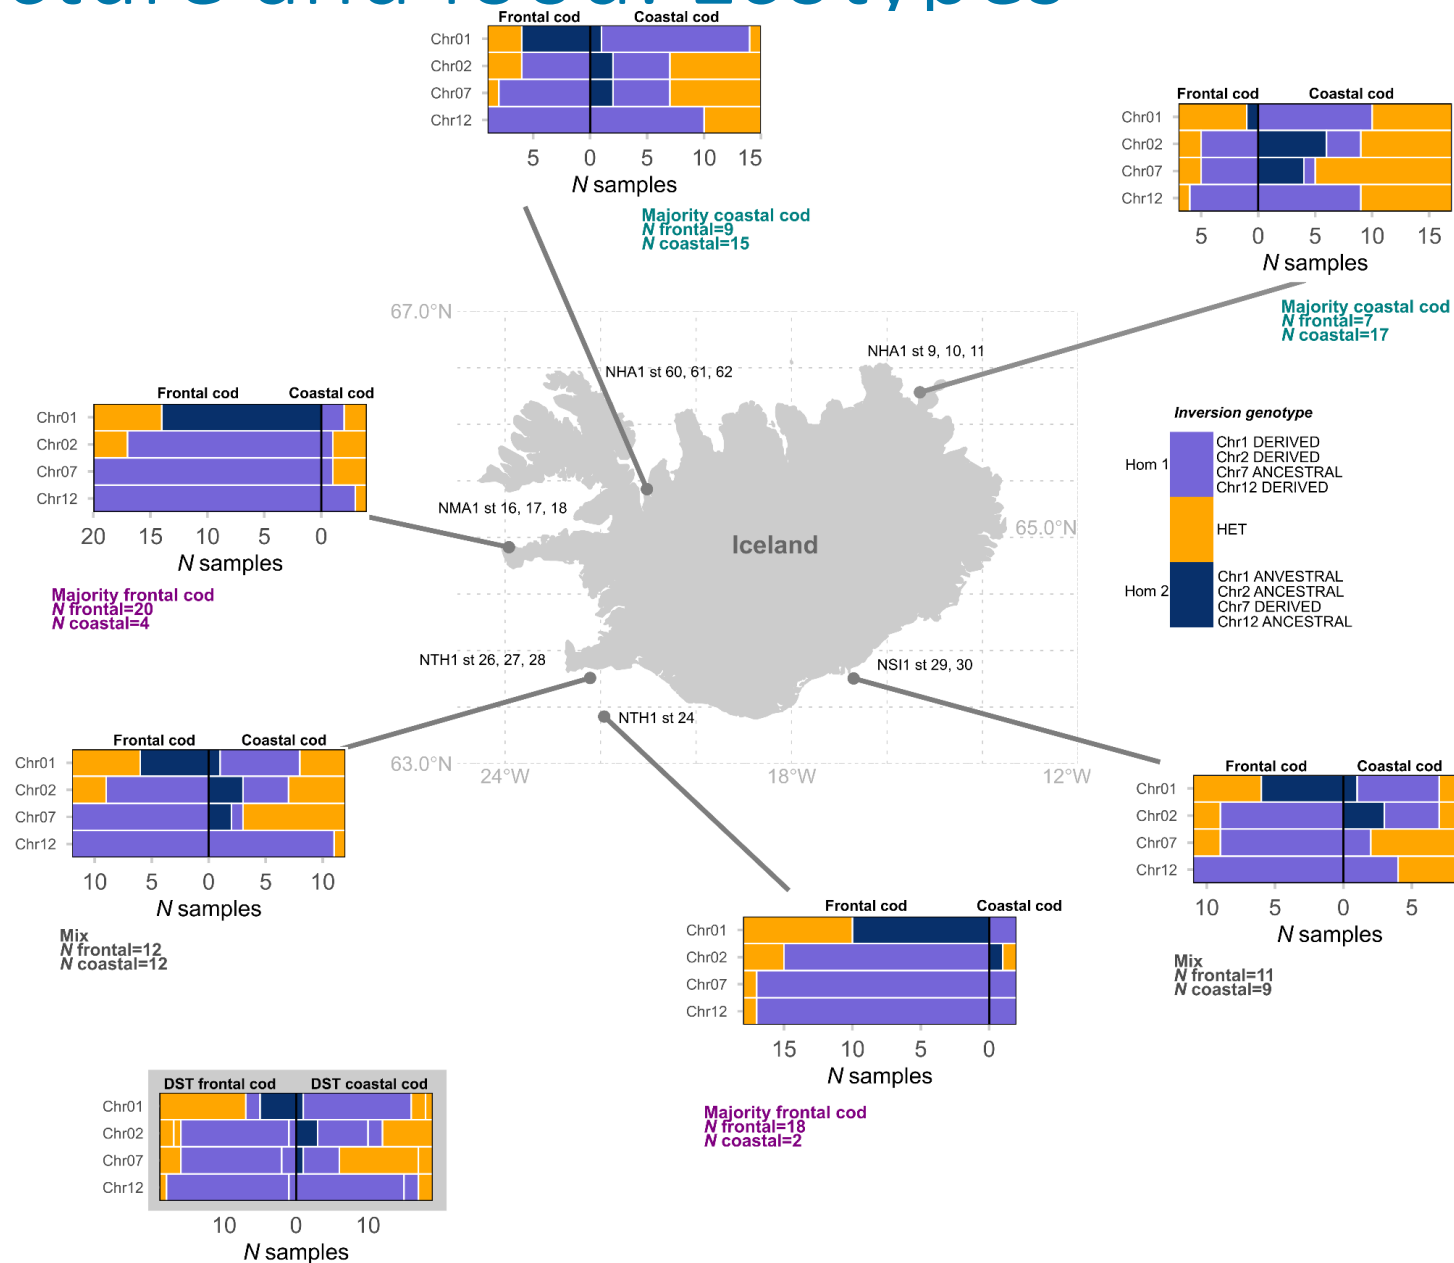 Frontal cod Coastal cod
Chr01
Chr02
Chr07
Chr12
5 0 5 10 15
N samples
Majority coastal cod
N frontal=9
N coastal=15
Frontal cod Coastal cod
Chr01
Chr02
Chr07
Chr12
5 0 5 10 15
N samples
Majority coastal cod
N frontal=7
N coastal=17
67.0°N
NHA1 st 9, 10, 11
NHA1 st 60, 61, 62
Frontal cod Coastal cod
Chr01
Chr02
Chr07
Chr12
20 15 10 5 0
N samples
Majority frontal cod
N frontal=20
N coastal=4
NMA1 st 16, 17, 18
Iceland
65.0°N
Inversion genotype
Hom 1
Chr1 DERIVED
Chr2 DERIVED
Chr7 ANCESTRAL
Chr12 DERIVED
HET
Hom 2
Chr1 ANVESTRAL
Chr2 ANCESTRAL
Chr7 DERIVED
Chr12 ANCESTRAL
NTH1 st 26, 27, 28
NSI1 st 29, 30
NTH1 st 24
63.0°N
24°W 18°W 12°W
Frontal cod Coastal cod
Chr01
Chr02
Chr07
Chr12
10 5 0 5 10
N samples
Mix
N frontal=12
N coastal=12
Frontal cod Coastal cod
Chr01
Chr02
Chr07
Chr12
10 5 0 5
N samples
Mix
N frontal=11
N coastal=9
Frontal cod Coastal cod
Chr01
Chr02
Chr07
Chr12
15 10 5 0
N samples
Majority frontal cod
N frontal=18
N coastal=2
DST frontal cod DST coastal cod
Chr01
Chr02
Chr07
Chr12
10 0 10
N samples